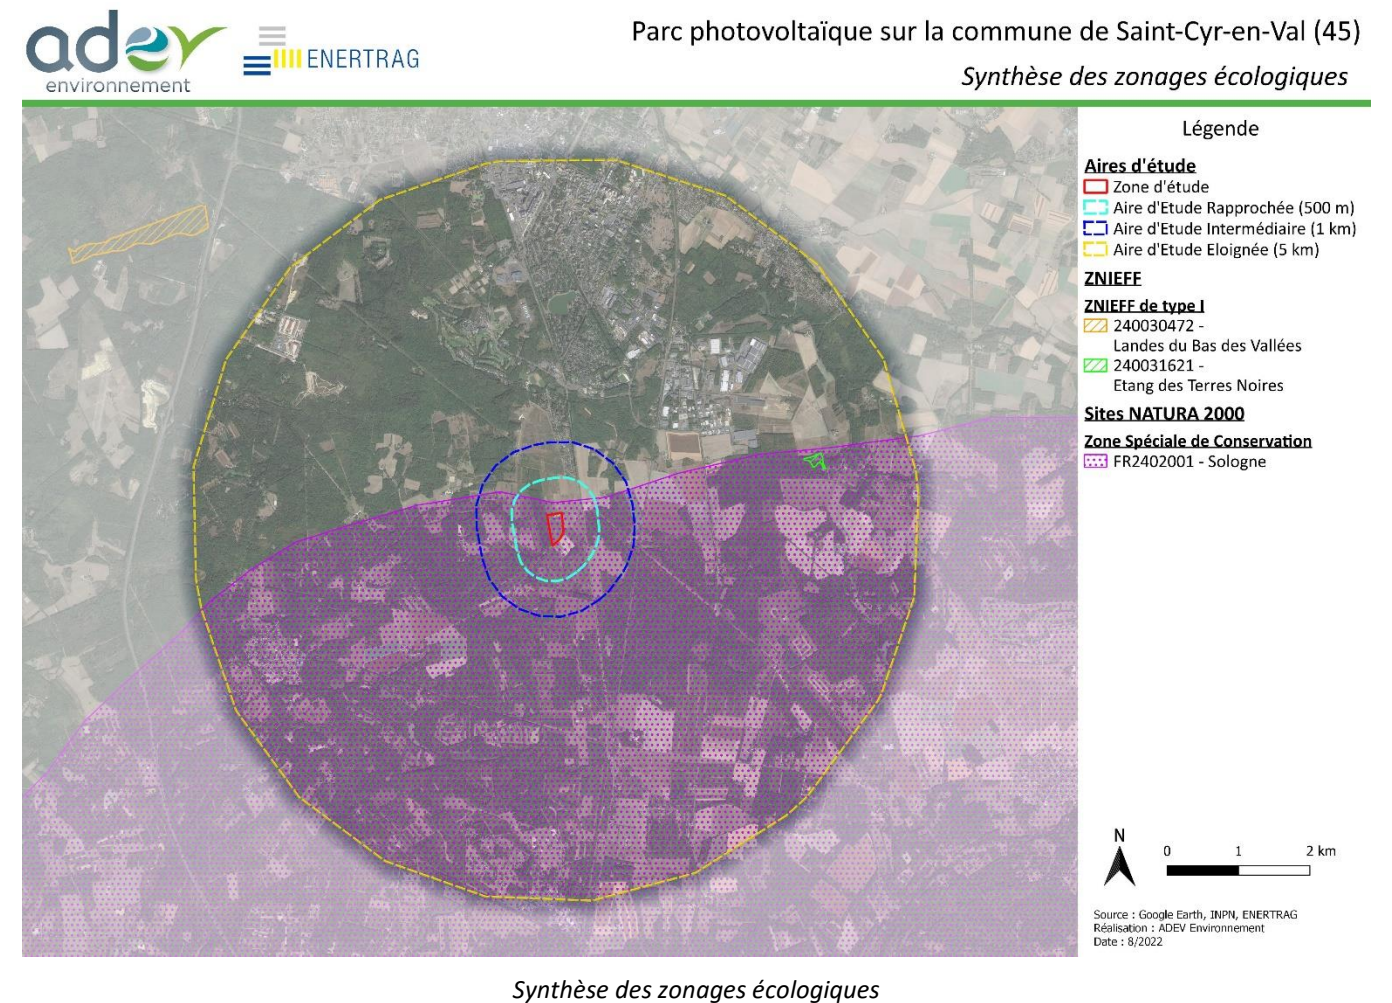 adev
environnement
ENERTRAG
Parc photovoltaïque sur la commune de Saint-Cyr-en-Val (45)
Synthèse des zonages écologiques
Légende
Aires d'étude
Zone d'étude
Aire d'Etude Rapprochée (500 m)
Aire d'Etude Intermédiaire (1 km)
Aire d'Etude Eloignée (5 km)
ZNIEFF
ZNIEFF de type I
240030472 -
Landes du Bas des Vallées
240031621 -
Etang des Terres Noires
Sites NATURA 2000
Zone Spéciale de Conservation
FR2402001 - Sologne
N
0 1 2 km
Source : Google Earth, INPN, ENERTRAG
Réalisation : ADEV Environnement
Date : 8/2022
Synthèse des zonages écologiques